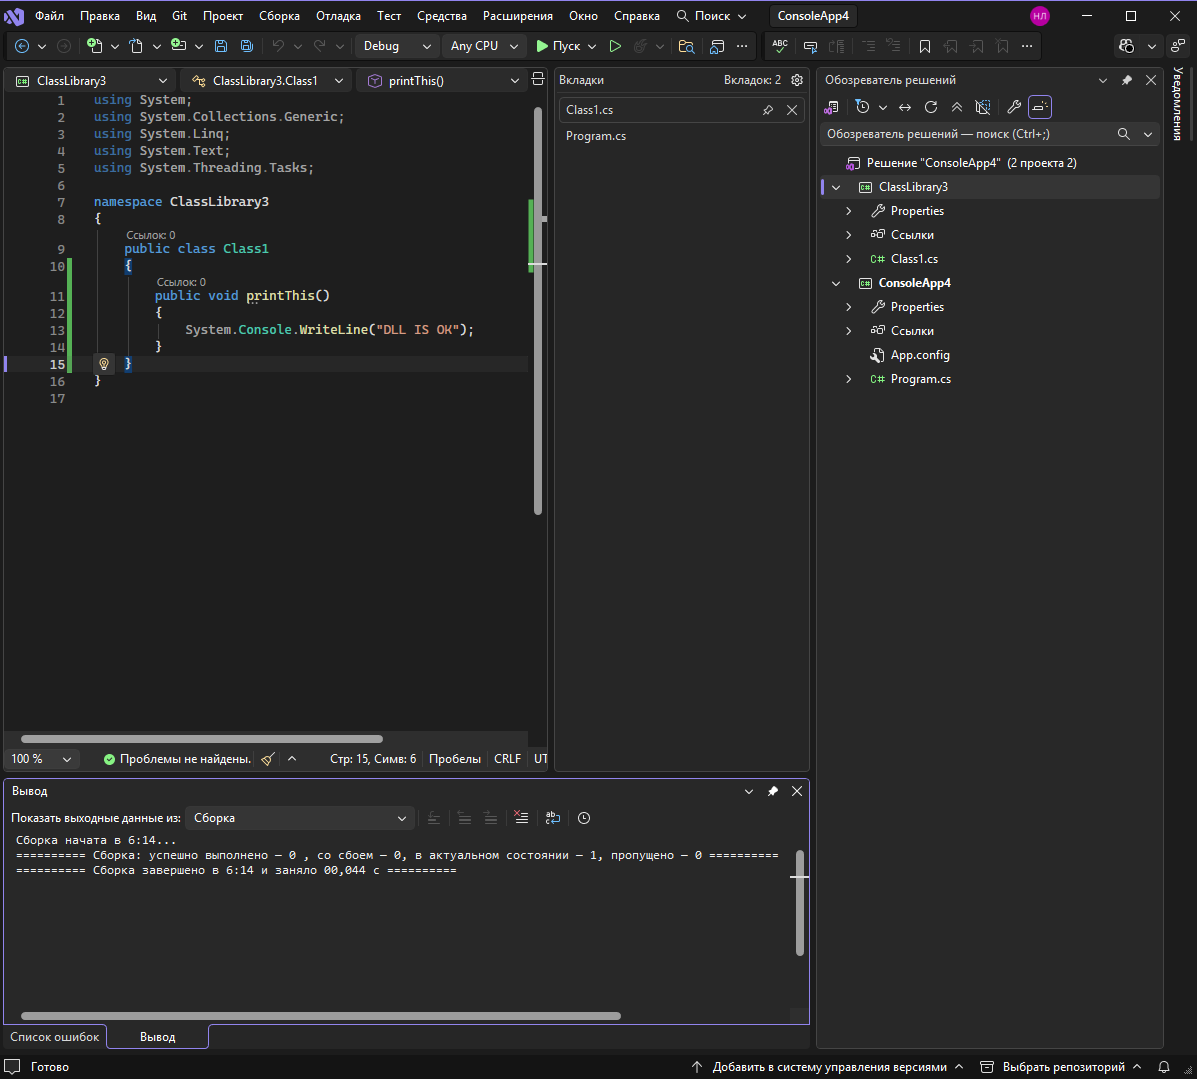 Файл Правка Вид Git Проект Сборка Отладка Тест Средства Расширения Окно Справка Поиск ConsoleApp4 НЛ
Debug Any CPU Пуск
ClassLibrary3 ClassLibrary3.Class1 printThis()
1 using System;
2 using System.Collections.Generic;
3 using System.Linq;
4 using System.Text;
5 using System.Threading.Tasks;
6
7 namespace ClassLibrary3
8 {
Ссылок: 0
9 public class Class1
10 {
Ссылок: 0
11 public void printThis()
12 {
13 System.Console.WriteLine("DLL IS OK");
14 }
15 }
16 }
17
100 % Проблемы не найдены. Стр: 15, Симв: 6 Пробелы CRLF UT
Вкладки Вкладок: 2
Class1.cs
Program.cs
Обозреватель решений
Обозреватель решений — поиск (Ctrl+;)
Решение "ConsoleApp4" (2 проекта 2)
ClassLibrary3
Properties
Ссылки
C# Class1.cs
ConsoleApp4
Properties
Ссылки
App.config
C# Program.cs
Уведомления
Вывод
Показать выходные данные из: Сборка
Сборка начата в 6:14...
========== Сборка: успешно выполнено — 0 , со сбоем — 0, в актуальном состоянии — 1, пропущено — 0 ==========
========== Сборка завершено в 6:14 и заняло 00,044 с ==========
Список ошибок Вывод
Готово Добавить в систему управления версиями Выбрать репозиторий